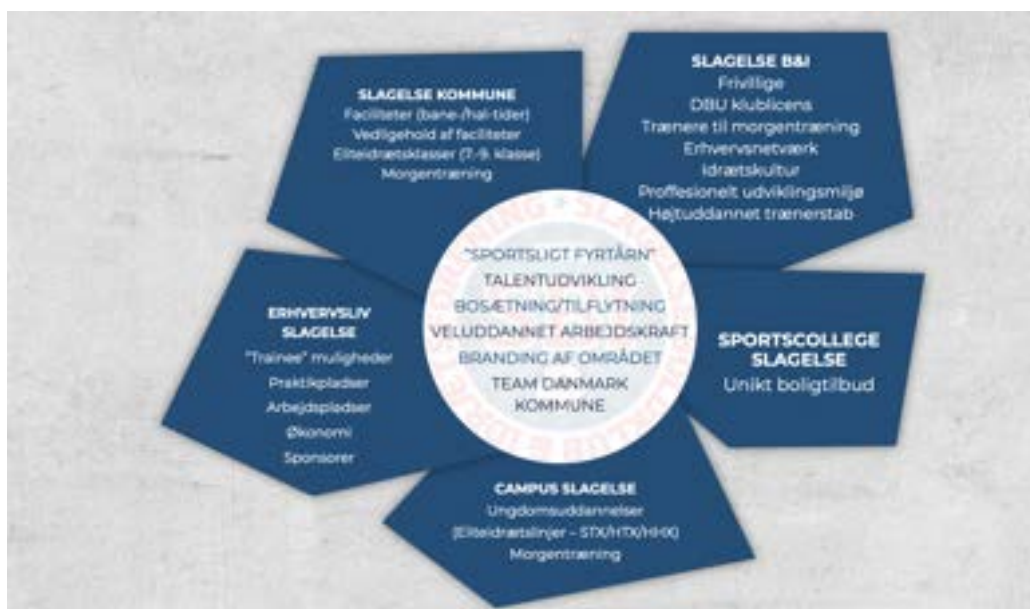 SLAGELSE KOMMUNE
Faciliteter (bane-/hal-tider)
Vedligehold af faciliteter
Eliteidrætsklasser (7.-9. klasse)
Morgentræning
SLAGELSE B&I
Frivillige
DBU klublicens
Trænere til morgentræning
Erhvervsnetværk
Idrætskultur
Proffesionelt udviklingsmiljø
Højtuddannet trænerstab
"SPORTSLIGT FYRTÅRN"
TALENTUDVIKLING
BOSÆTNING/TILFLYTNING
VELUDDANNET ARBEJDSKRAFT
BRANDING AF OMRÅDET
TEAM DANMARK
KOMMUNE
ERHVERVSLIV
SLAGELSE
"Trainee" muligheder
Praktikpladser
Arbejdspladser
Økonomi
Sponsorer
SPORTSCOLLEGE
SLAGELSE
Unikt boligtilbud
CAMPUS SLAGELSE
Ungdomsuddannelser
(Eliteidrætslinjer – STX/HTX/HHX)
Morgentræning